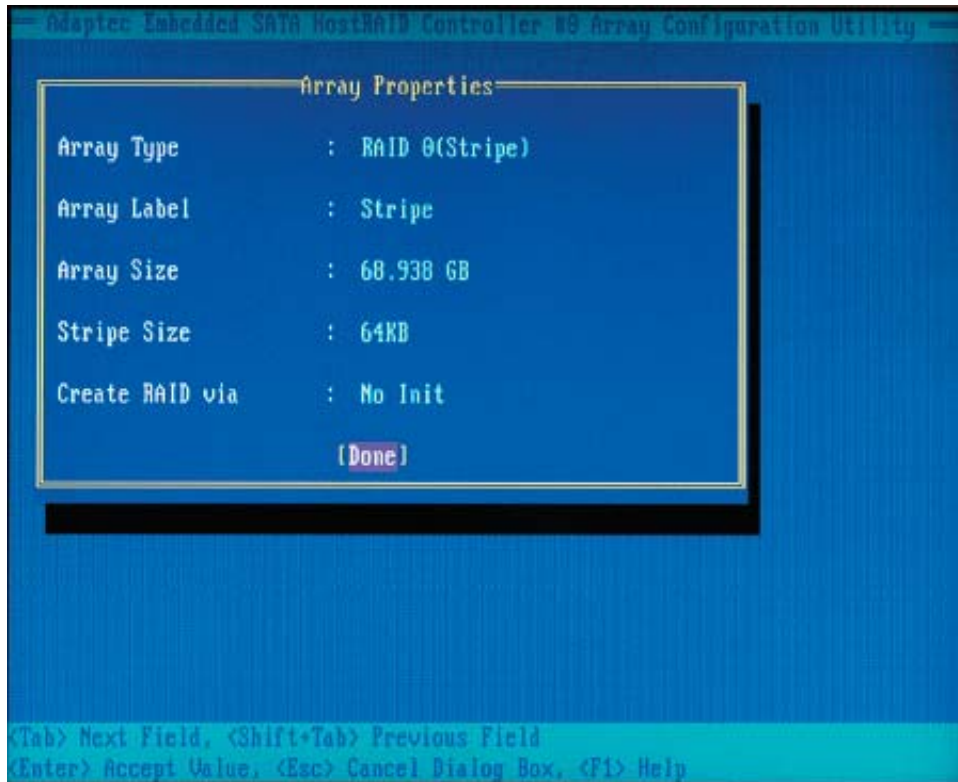 Adaptec Embedded SATA HostRAID Controller #0 Array Configuration Utility
Array Properties
Array Type : RAID 0(Stripe)
Array Label : Stripe
Array Size : 68.938 GB
Stripe Size : 64KB
Create RAID via : No Init
[Done]
<Tab> Next Field, <Shift+Tab> Previous Field
<Enter> Accept Value, <Esc> Cancel Dialog Box, <F1> Help